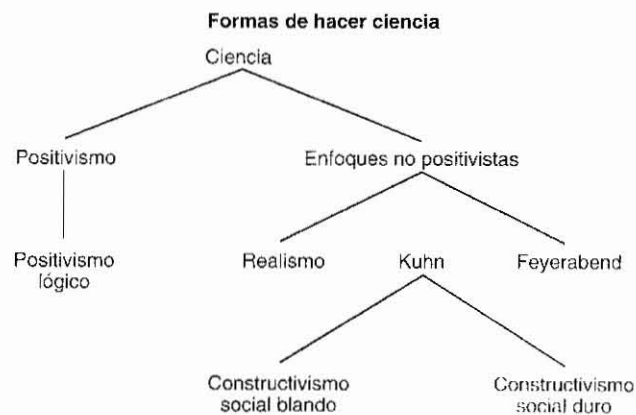 Formas de hacer ciencia
Ciencia
Positivismo
Enfoques no positivistas
Positivismo
lógico
Realismo
Kuhn
Feyerabend
Constructivismo
social blando
Constructivismo
social duro